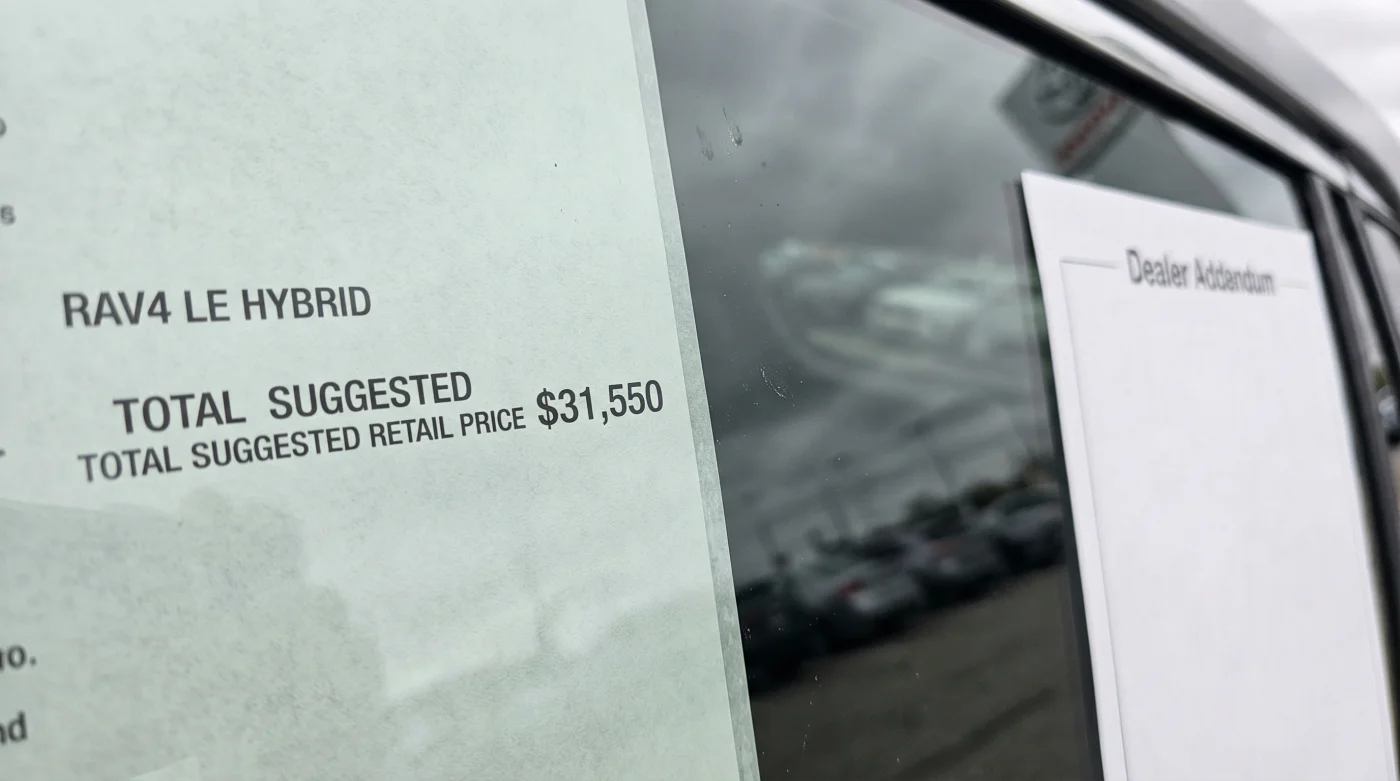 RAV4 LE HYBRID
TOTAL SUGGESTED
TOTAL SUGGESTED RETAIL PRICE $31,550
Dealer Addendum